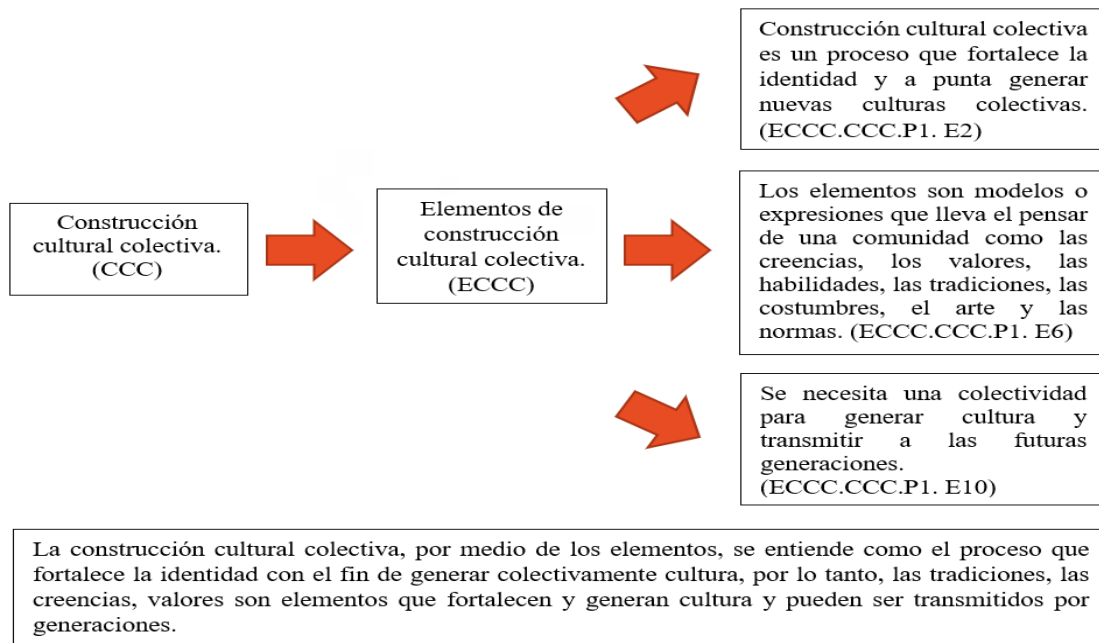 Construcción cultural colectiva
es un proceso que fortalece la
identidad y a punta generar
nuevas culturas colectivas.
(ECCC.CCC.P1. E2)
Construcción
cultural colectiva.
(CCC)
Elementos de
construcción
cultural colectiva.
(ECCC)
Los elementos son modelos o
expresiones que lleva el pensar
de una comunidad como las
creencias, los valores, las
habilidades, las tradiciones, las
costumbres, el arte y las
normas. (ECCC.CCC.P1. E6)
Se necesita una colectividad
para generar cultura y
transmitir a las futuras
generaciones.
(ECCC.CCC.P1. E10)
La construcción cultural colectiva, por medio de los elementos, se entiende como el proceso que
fortalece la identidad con el fin de generar colectivamente cultura, por lo tanto, las tradiciones, las
creencias, valores son elementos que fortalecen y generan cultura y pueden ser transmitidos por
generaciones.